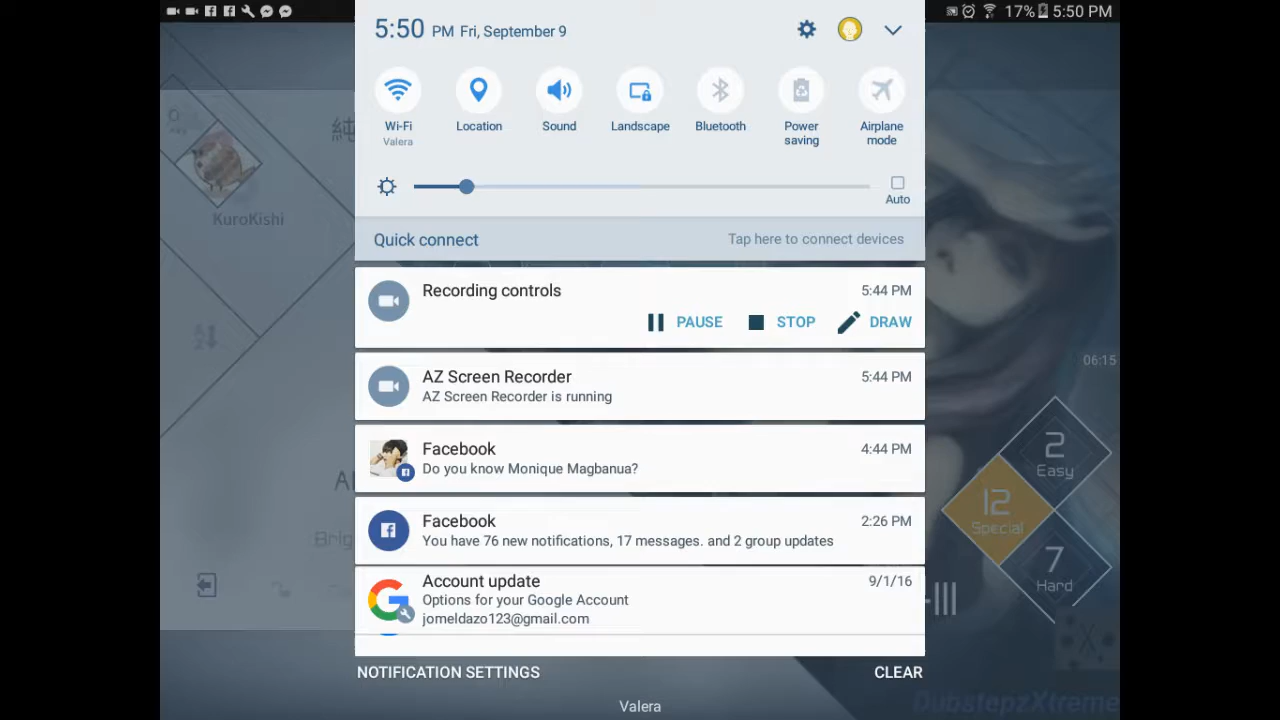 17% 5:50 PM
5:50 PM Fri, September 9
Wi-Fi
Valera
Location
Sound
Landscape
Bluetooth
Power
saving
Airplane
mode
Auto
Quick connect
Tap here to connect devices
Recording controls
5:44 PM
PAUSE
STOP
DRAW
AZ Screen Recorder
5:44 PM
AZ Screen Recorder is running
Facebook
4:44 PM
Do you know Monique Magbanua?
Facebook
2:26 PM
You have 76 new notifications, 17 messages. and 2 group updates
Account update
9/1/16
Options for your Google Account
jomeldazo123@gmail.com
NOTIFICATION SETTINGS
CLEAR
Valera
KuroKishi
純
06:15
2
Easy
12
Special
7
Hard
DubstepzXtreme